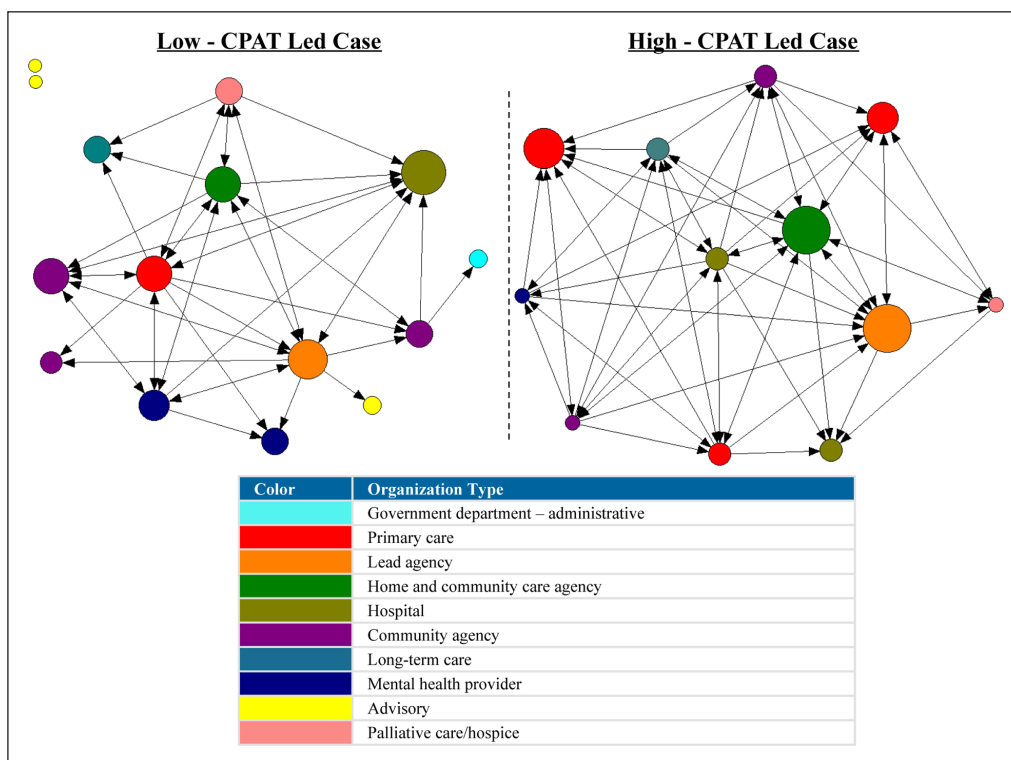 Low - CPAT Led Case
High - CPAT Led Case
Color Organization Type
Government department – administrative
Primary care
Lead agency
Home and community care agency
Hospital
Community agency
Long-term care
Mental health provider
Advisory
Palliative care/hospice